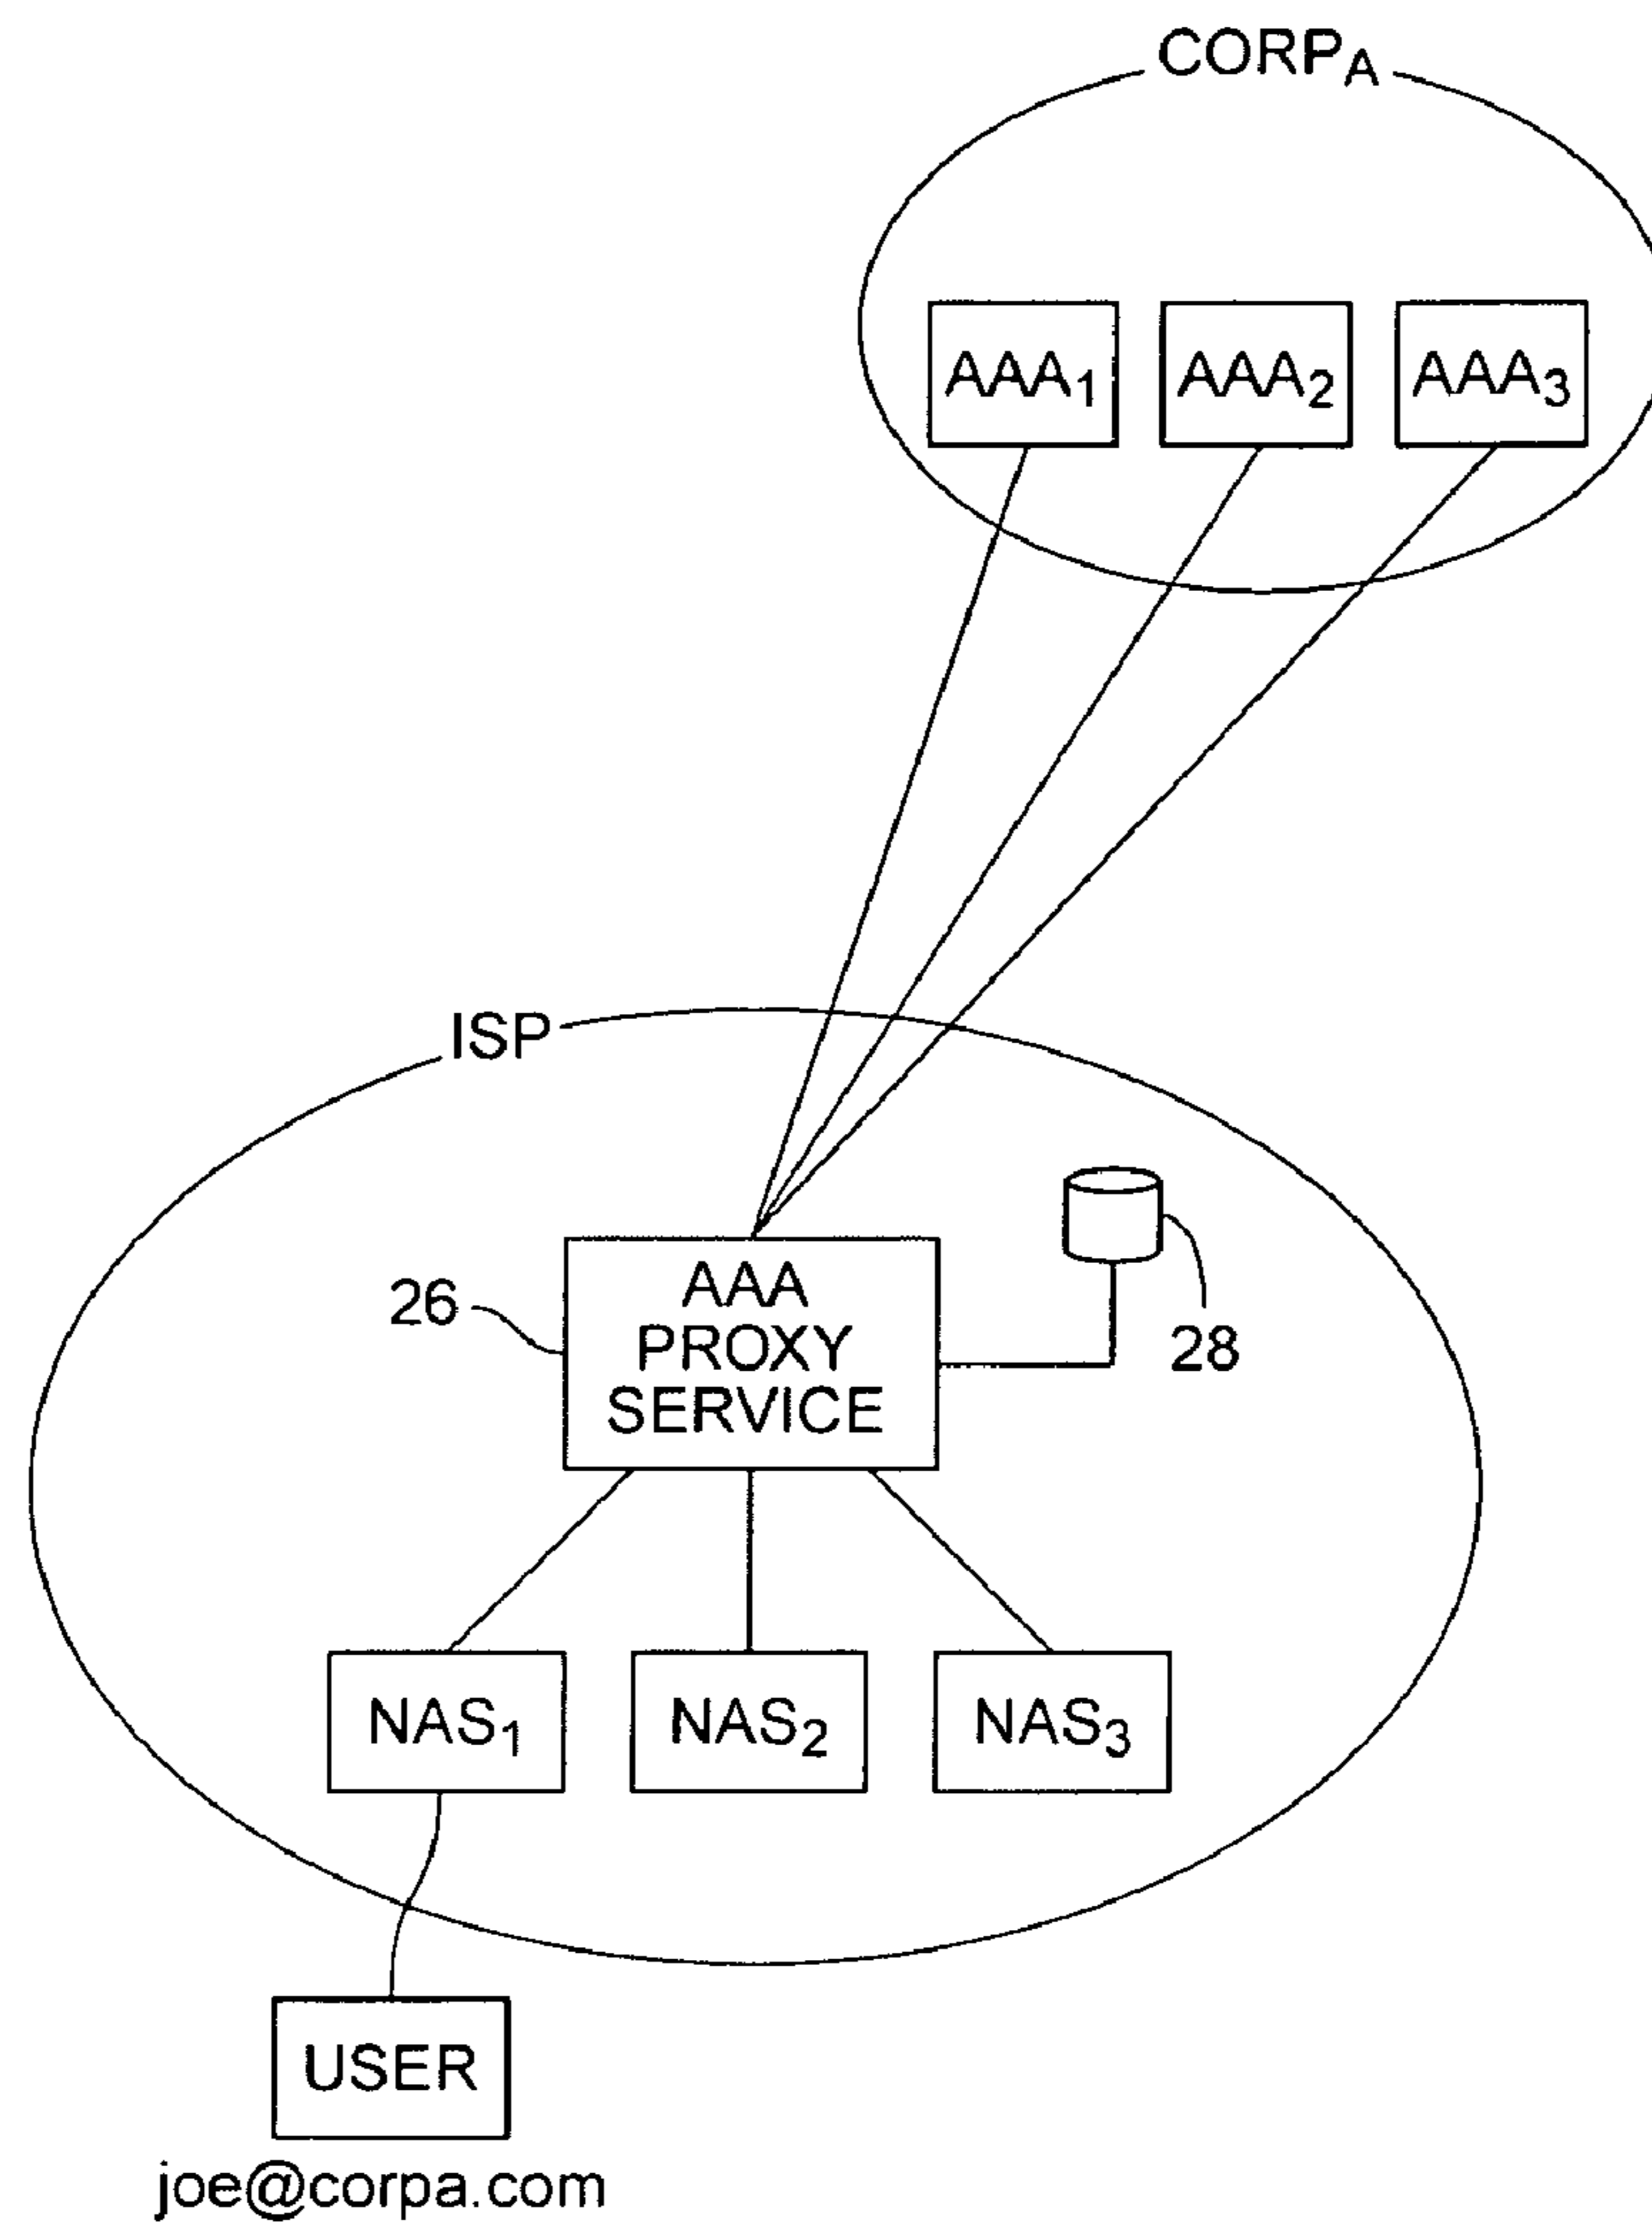 CORPA
AAA1 AAA2 AAA3
ISP
26
AAA
PROXY
SERVICE
28
NAS1 NAS2 NAS3
USER
joe@corpa.com